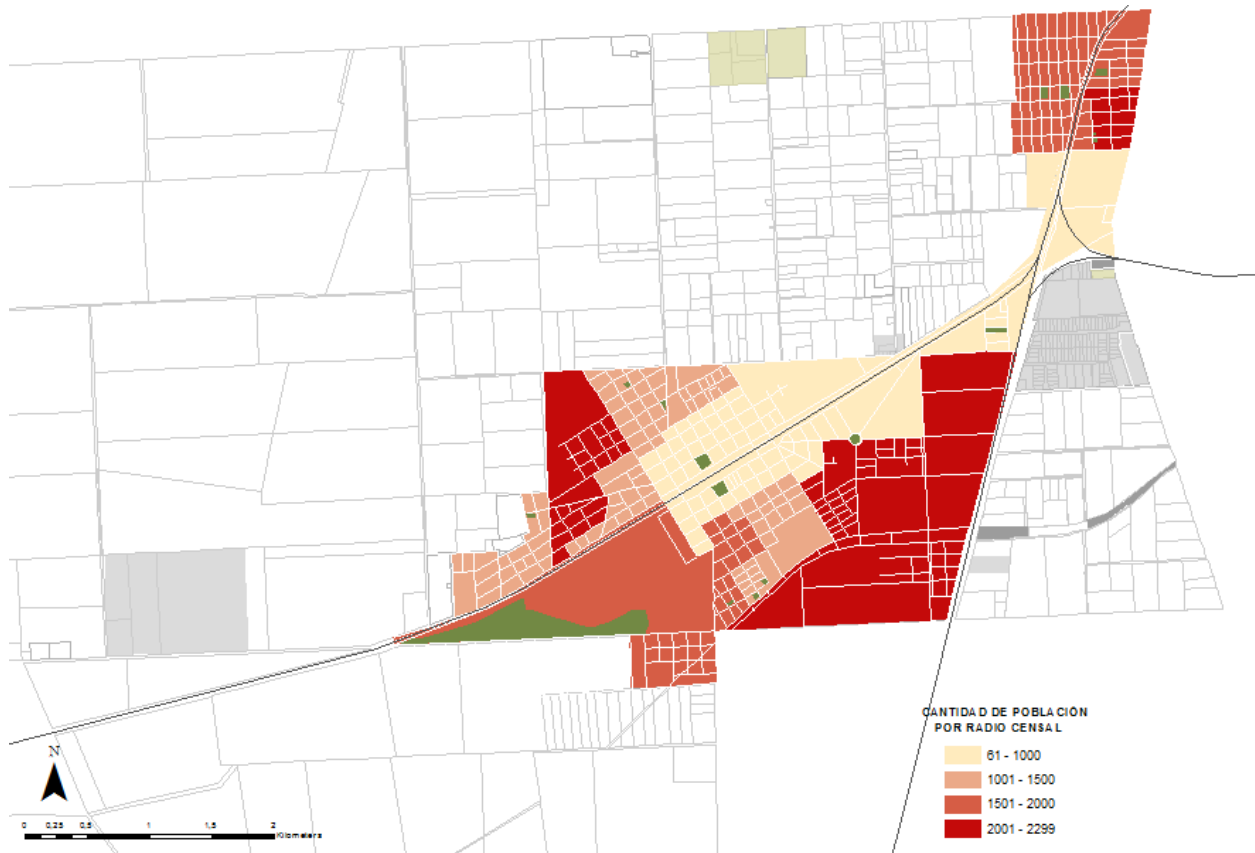 CANTIDAD DE POBLACIÓN
POR RADIO CENSAL
61 - 1000
1001 - 1500
1501 - 2000
2001 - 2299
N
0 0,25 0,5 1 1,5 2
Kilometers